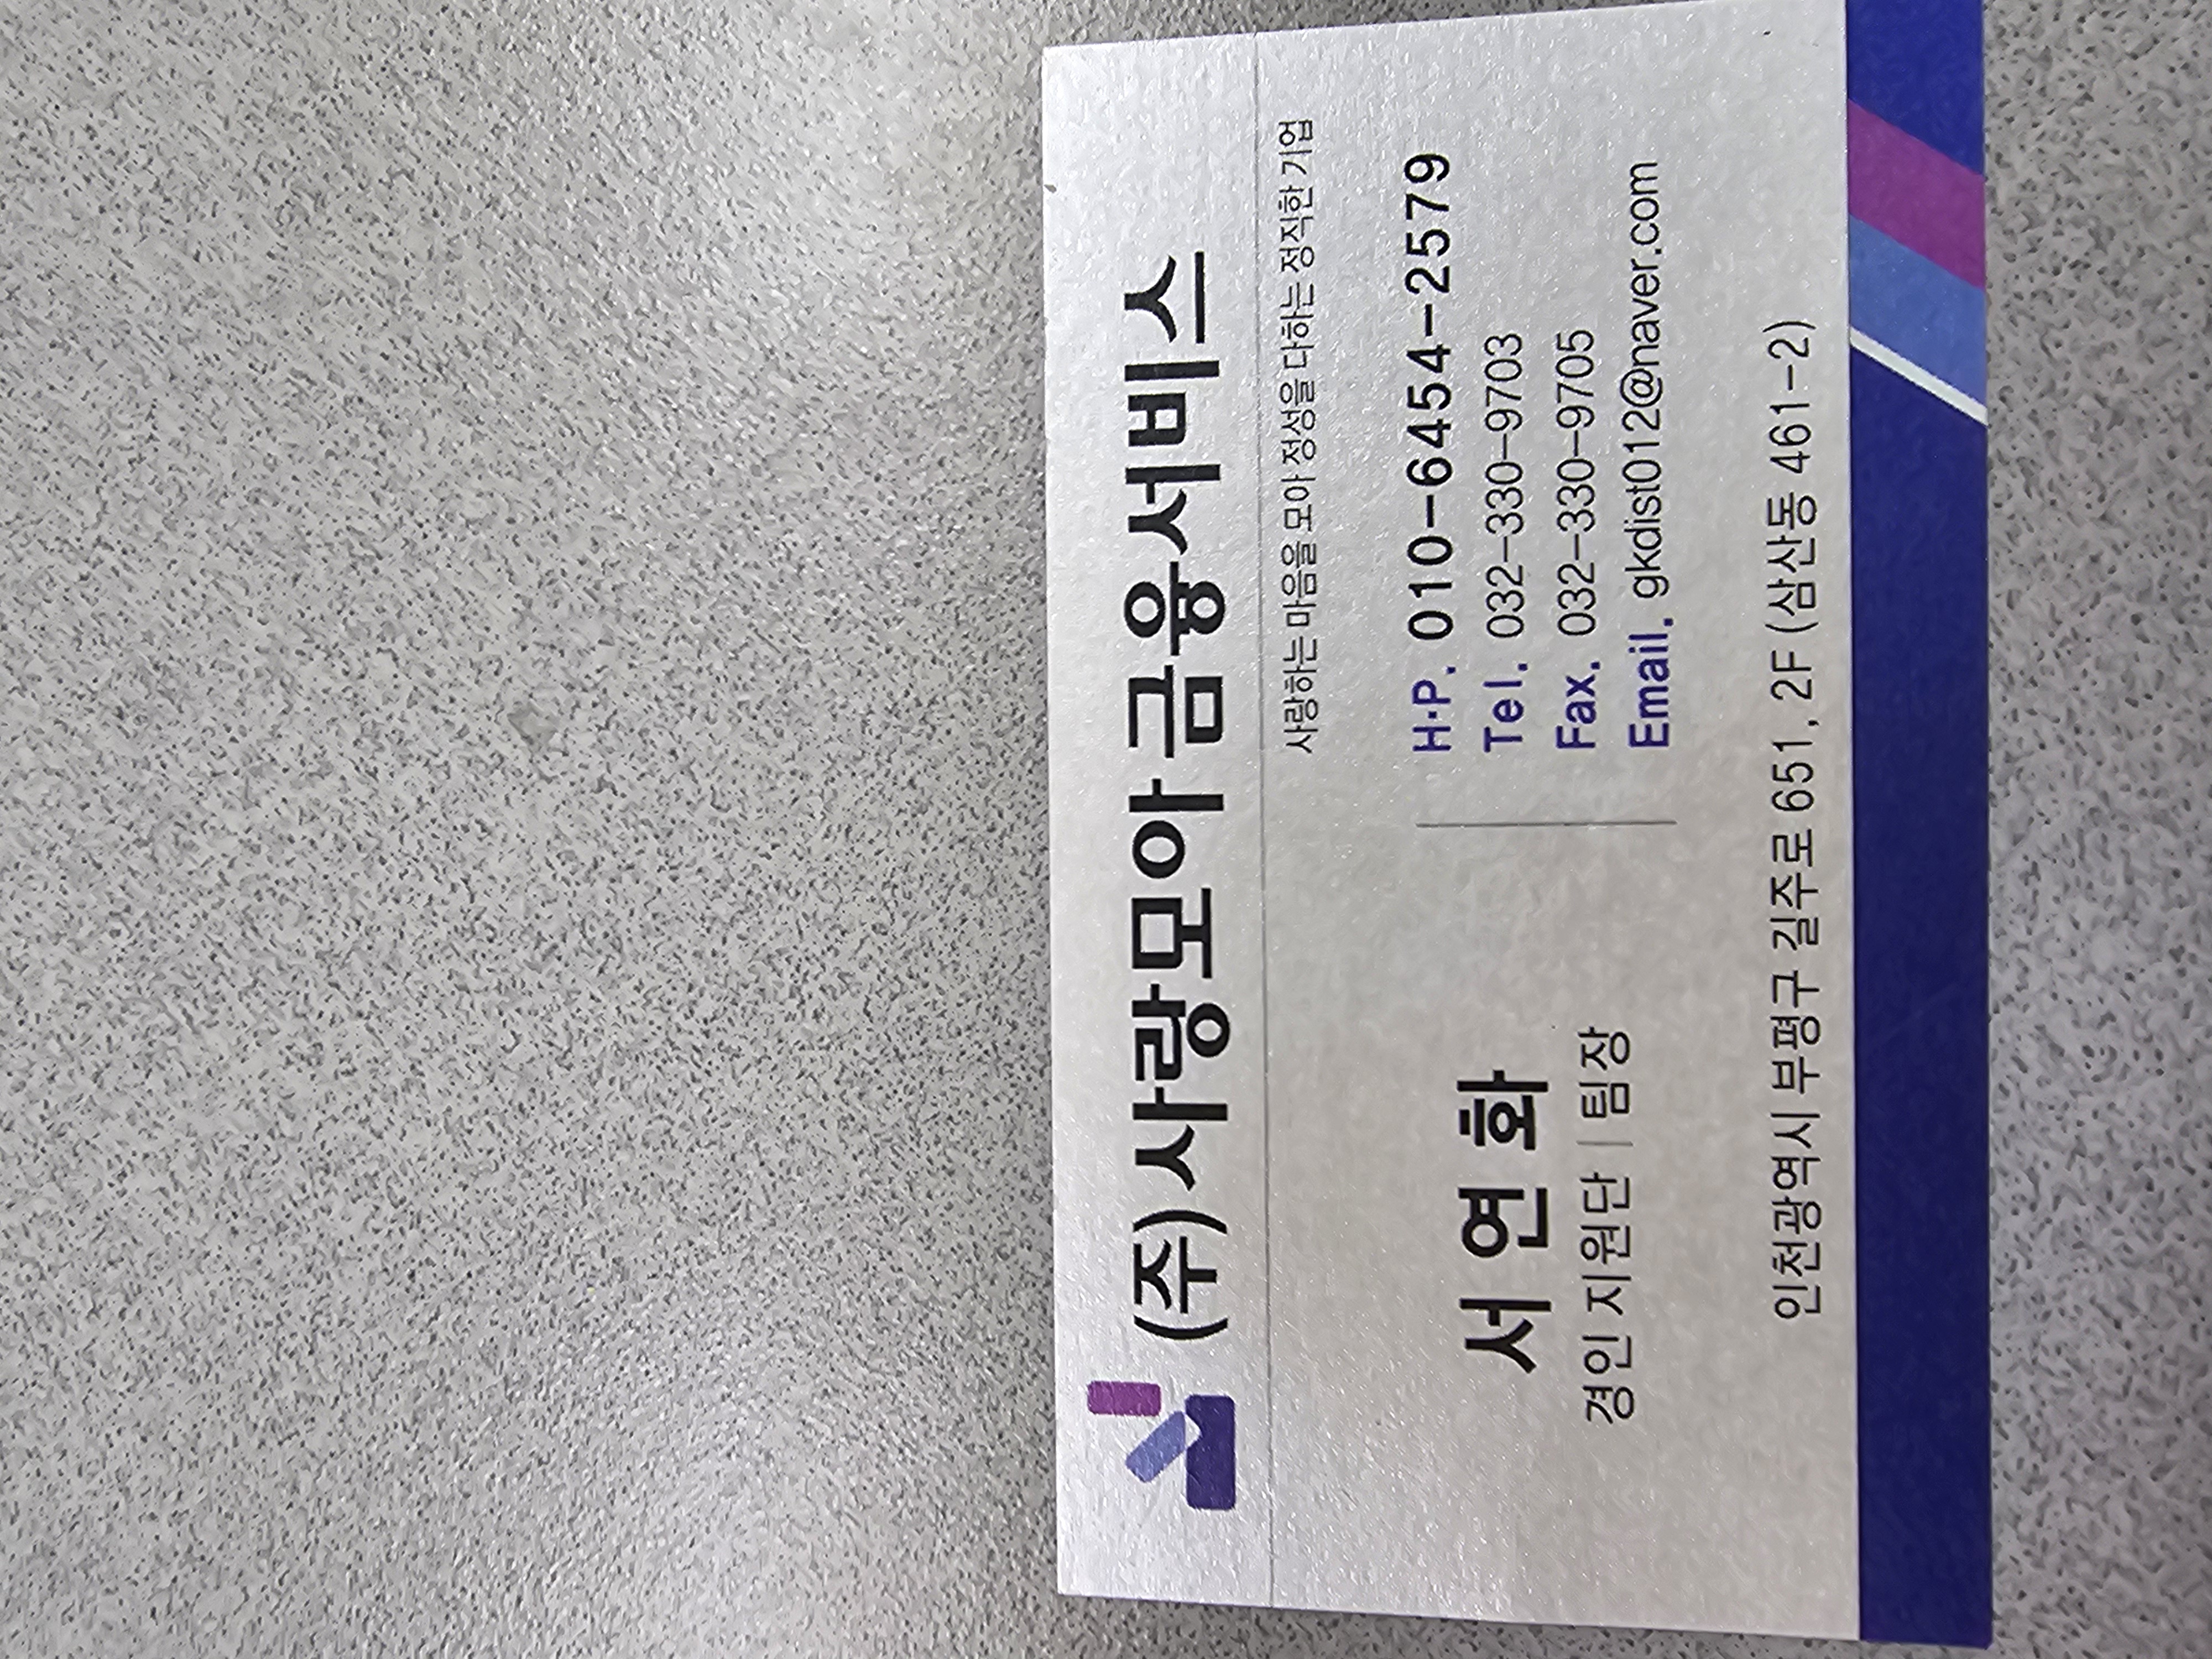 (주)사랑모아 금융서비스
사랑하는 마음을 모아 정성을 다하는 정직한 기업
서 연 화
경인 지원단 | 팀장
H·P. 010-6454-2579
Tel. 032-330-9703
Fax. 032-330-9705
Email. gkdist012@naver.com
인천광역시 부평구 길주로 651, 2F (삼산동 461-2)